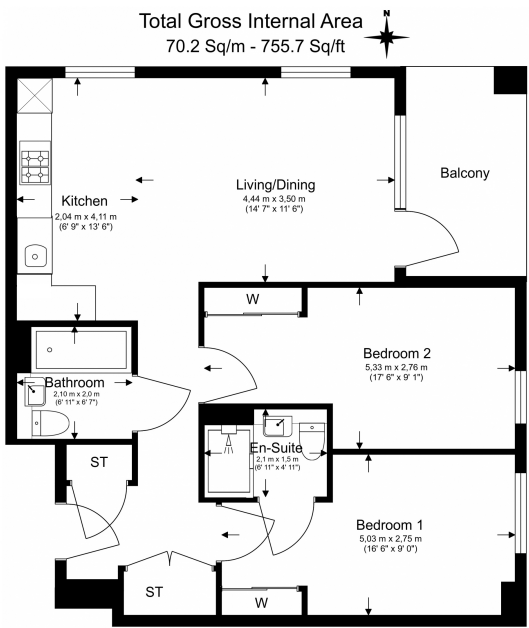 Total Gross Internal Area
70.2 Sq/m - 755.7 Sq/ft
N
Balcony
Living/Dining
4,44 m x 3,50 m
(14' 7" x 11' 6")
Kitchen
2,04 m x 4,11 m
(6' 9" x 13' 6")
W
Bedroom 2
5,33 m x 2,76 m
(17' 6" x 9' 1")
Bathroom
2,10 m x 2,0 m
(6' 11" x 6' 7")
ST
En-Suite
2,1 m x 1,5 m
(6' 11" x 4' 11")
Bedroom 1
5,03 m x 2,75 m
(16' 6" x 9' 0")
ST
W